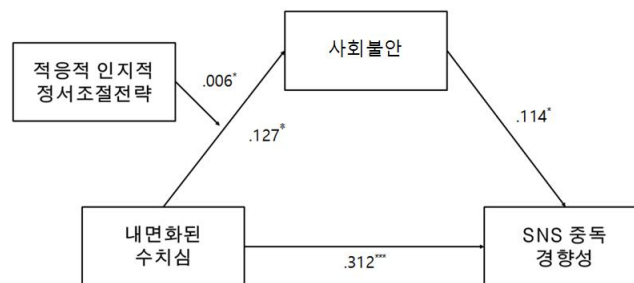 사회불안
적응적 인지적
정서조절전략
.006*
.127*
.114*
내면화된
수치심
.312***
SNS 중독
경향성